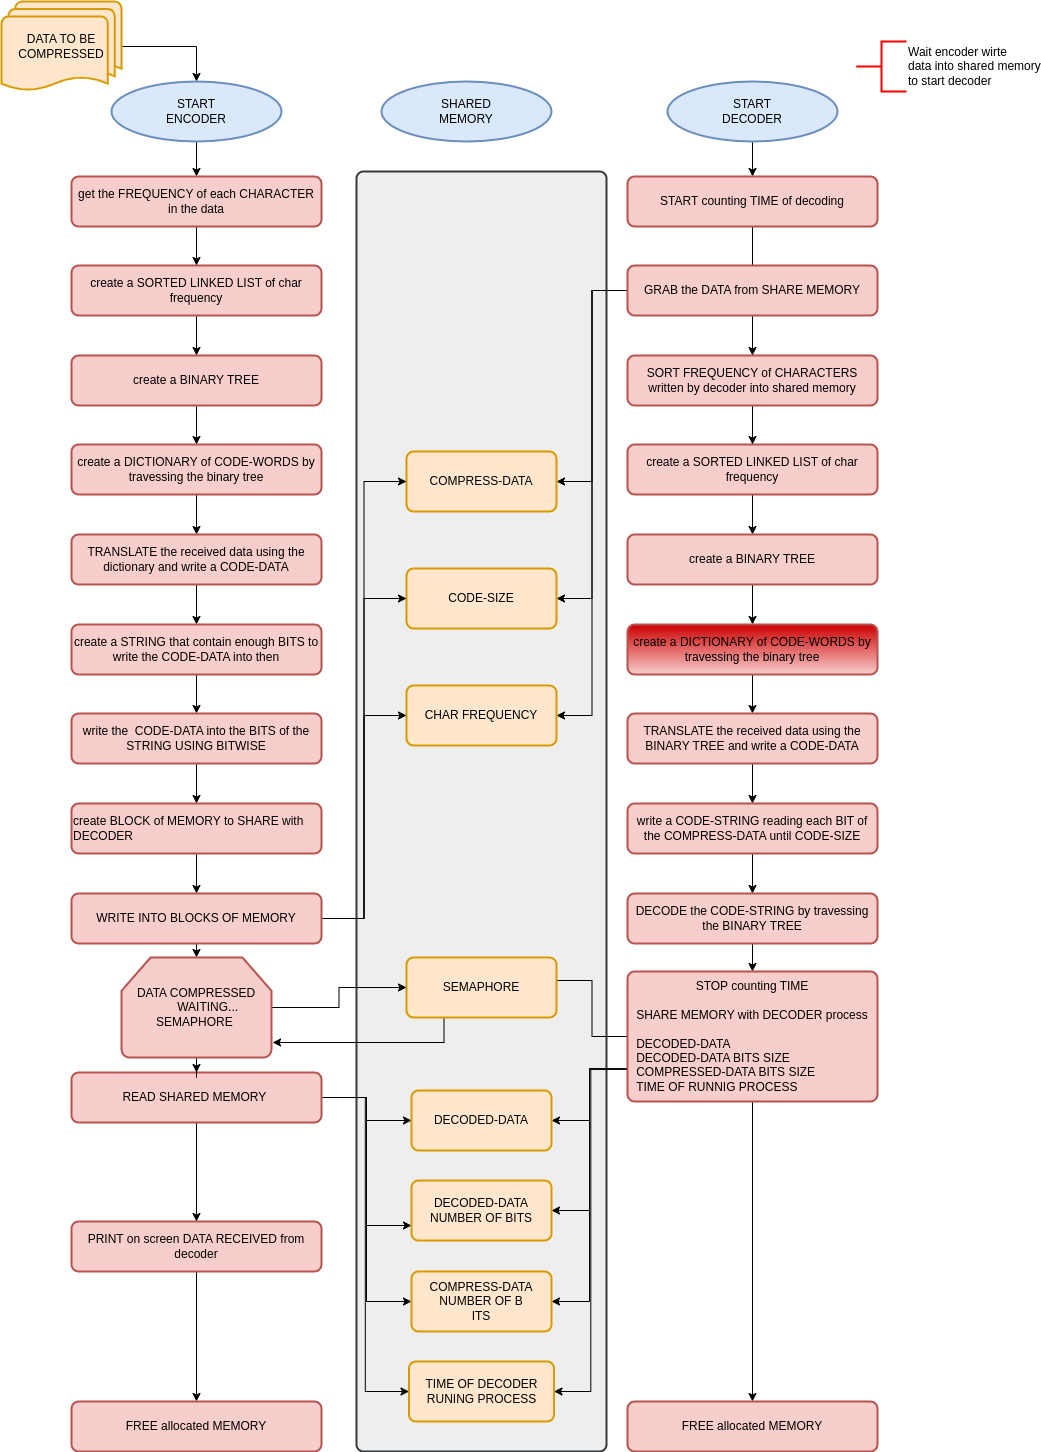 DATA TO BE
COMPRESSED
Wait encoder wirte
data into shared memory
to start decoder
START
ENCODER
SHARED
MEMORY
START
DECODER
get the FREQUENCY of each CHARACTER
in the data
create a SORTED LINKED LIST of char
frequency
create a BINARY TREE
create a DICTIONARY of CODE-WORDS by
travessing the binary tree
TRANSLATE the received data using the
dictionary and write a CODE-DATA
create a STRING that contain enough BITS to
write the CODE-DATA into then
write the  CODE-DATA into the BITS of the
STRING USING BITWISE
create BLOCK of MEMORY to SHARE with
DECODER
WRITE INTO BLOCKS OF MEMORY
DATA COMPRESSED
WAITING...
SEMAPHORE
READ SHARED MEMORY
PRINT on screen DATA RECEIVED from
decoder
FREE allocated MEMORY
COMPRESS-DATA
CODE-SIZE
CHAR FREQUENCY
SEMAPHORE
DECODED-DATA
DECODED-DATA
NUMBER OF BITS
COMPRESS-DATA
NUMBER OF B
ITS
TIME OF DECODER
RUNING PROCESS
START counting TIME of decoding
GRAB the DATA from SHARE MEMORY
SORT FREQUENCY of CHARACTERS
written by decoder into shared memory
create a SORTED LINKED LIST of char
frequency
create a BINARY TREE
create a DICTIONARY of CODE-WORDS by
travessing the binary tree
TRANSLATE the received data using the
BINARY TREE and write a CODE-DATA
write a CODE-STRING reading each BIT of
the COMPRESS-DATA until CODE-SIZE
DECODE the CODE-STRING by travessing
the BINARY TREE
STOP counting TIME
SHARE MEMORY with DECODER process
DECODED-DATA
DECODED-DATA BITS SIZE
COMPRESSED-DATA BITS SIZE
TIME OF RUNNIG PROCESS
FREE allocated MEMORY